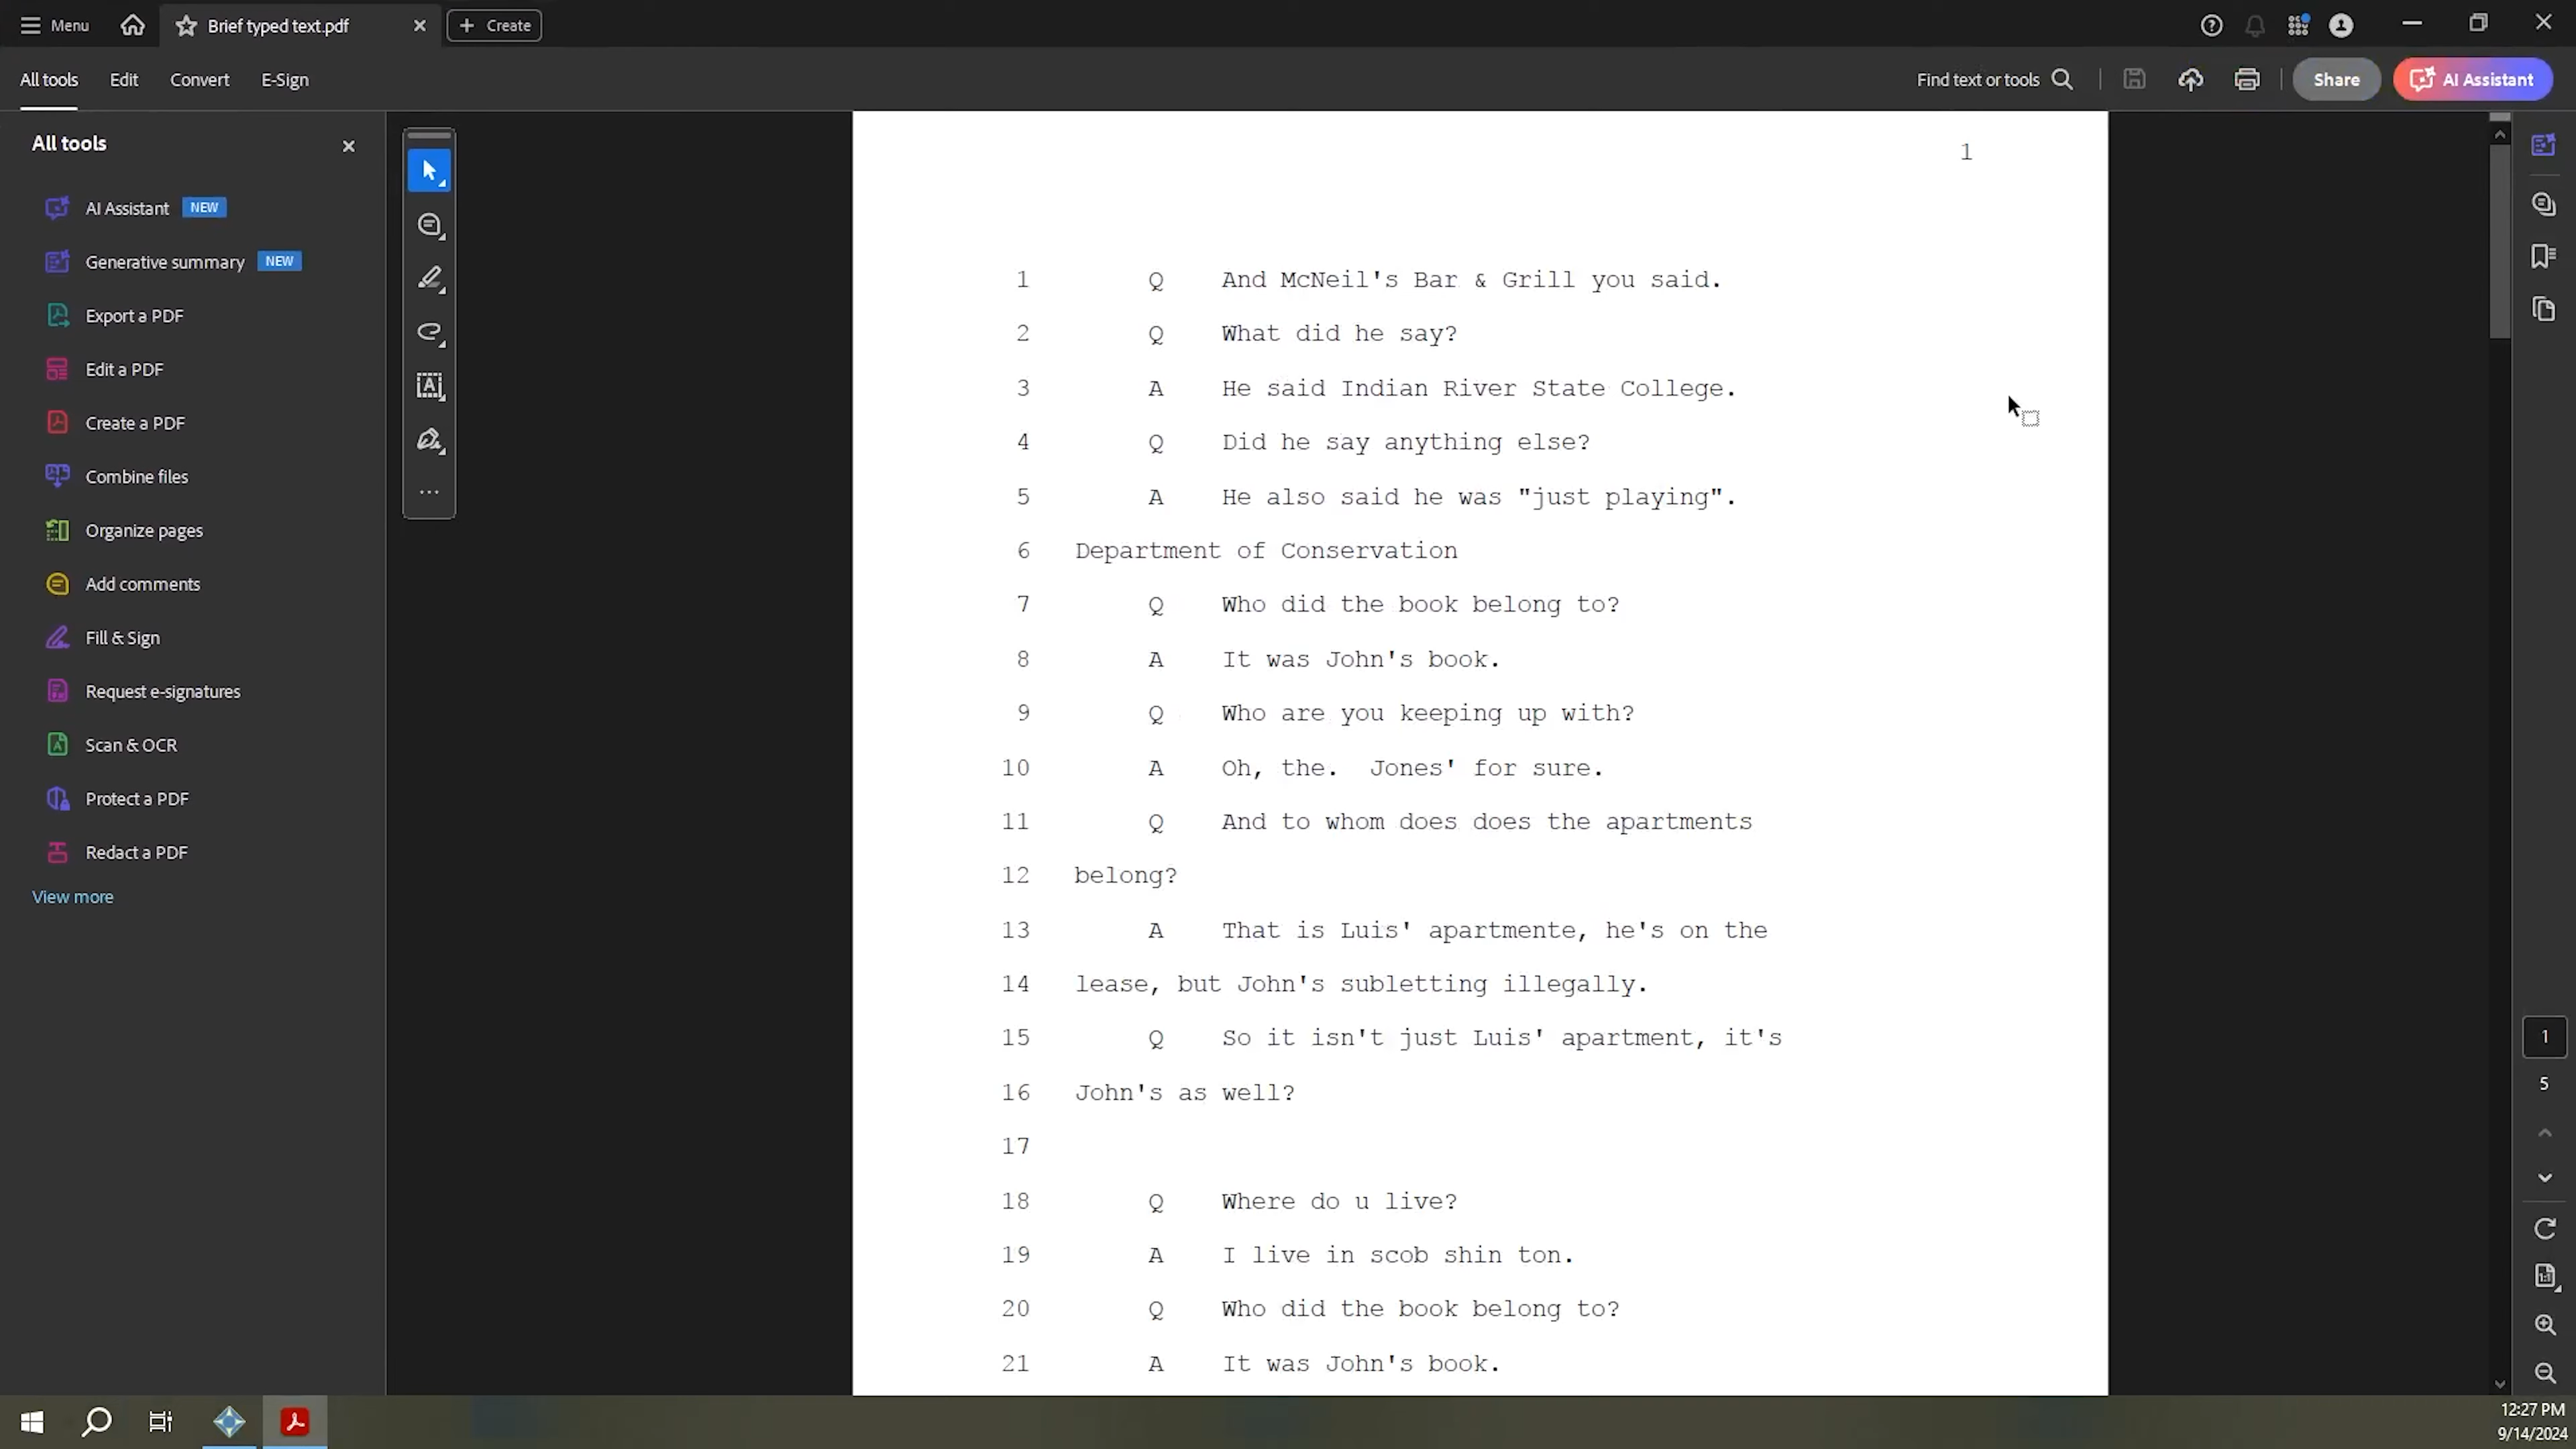 Menu
Brief typed text.pdf
Create
All tools
Edit
Convert
E-Sign
Find text or tools
Share
AI Assistant
All tools
AI Assistant NEW
Generative summary NEW
Export a PDF
Edit a PDF
Create a PDF
Combine files
Organize pages
Add comments
Fill & Sign
Request e-signatures
Scan & OCR
Protect a PDF
Redact a PDF
View more
1
1 Q And McNeil's Bar & Grill you said.
2 Q What did he say?
3 A He said Indian River State College.
4 Q Did he say anything else?
5 A He also said he was "just playing".
6 Department of Conservation
7 Q Who did the book belong to?
8 A It was John's book.
9 Q Who are you keeping up with?
10 A Oh, the.  Jones' for sure.
11 Q And to whom does does the apartments
12 belong?
13 A That is Luis' apartmente, he's on the
14 lease, but John's subletting illegally.
15 Q So it isn't just Luis' apartment, it's
16 John's as well?
17
18 Q Where do u live?
19 A I live in scob shin ton.
20 Q Who did the book belong to?
21 A It was John's book.
1
5
12:27 PM
9/14/2024